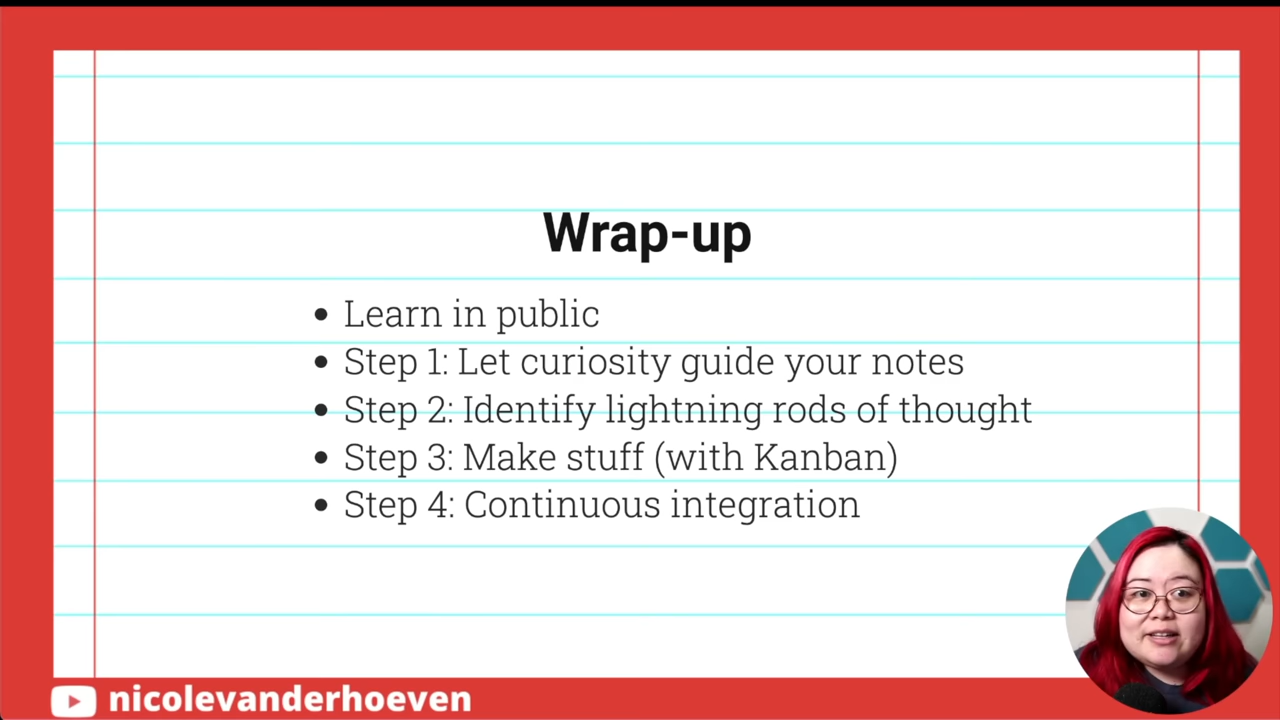 Wrap-up
• Learn in public
• Step 1: Let curiosity guide your notes
• Step 2: Identify lightning rods of thought
• Step 3: Make stuff (with Kanban)
• Step 4: Continuous integration
nicolevanderhoeven